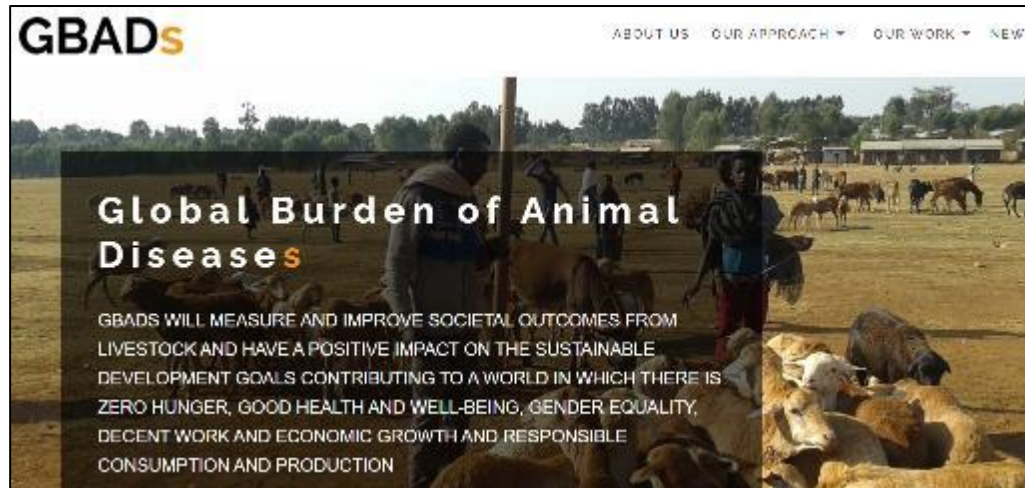 GBADs
ABOUT US OUR APPROACH OUR WORK NEW
Global Burden of Animal
Diseases
GBADS WILL MEASURE AND IMPROVE SOCIETAL OUTCOMES FROM
LIVESTOCK AND HAVE A POSITIVE IMPACT ON THE SUSTAINABLE
DEVELOPMENT GOALS CONTRIBUTING TO A WORLD IN WHICH THERE IS
ZERO HUNGER, GOOD HEALTH AND WELL-BEING, GENDER EQUALITY,
DECENT WORK AND ECONOMIC GROWTH AND RESPONSIBLE
CONSUMPTION AND PRODUCTION